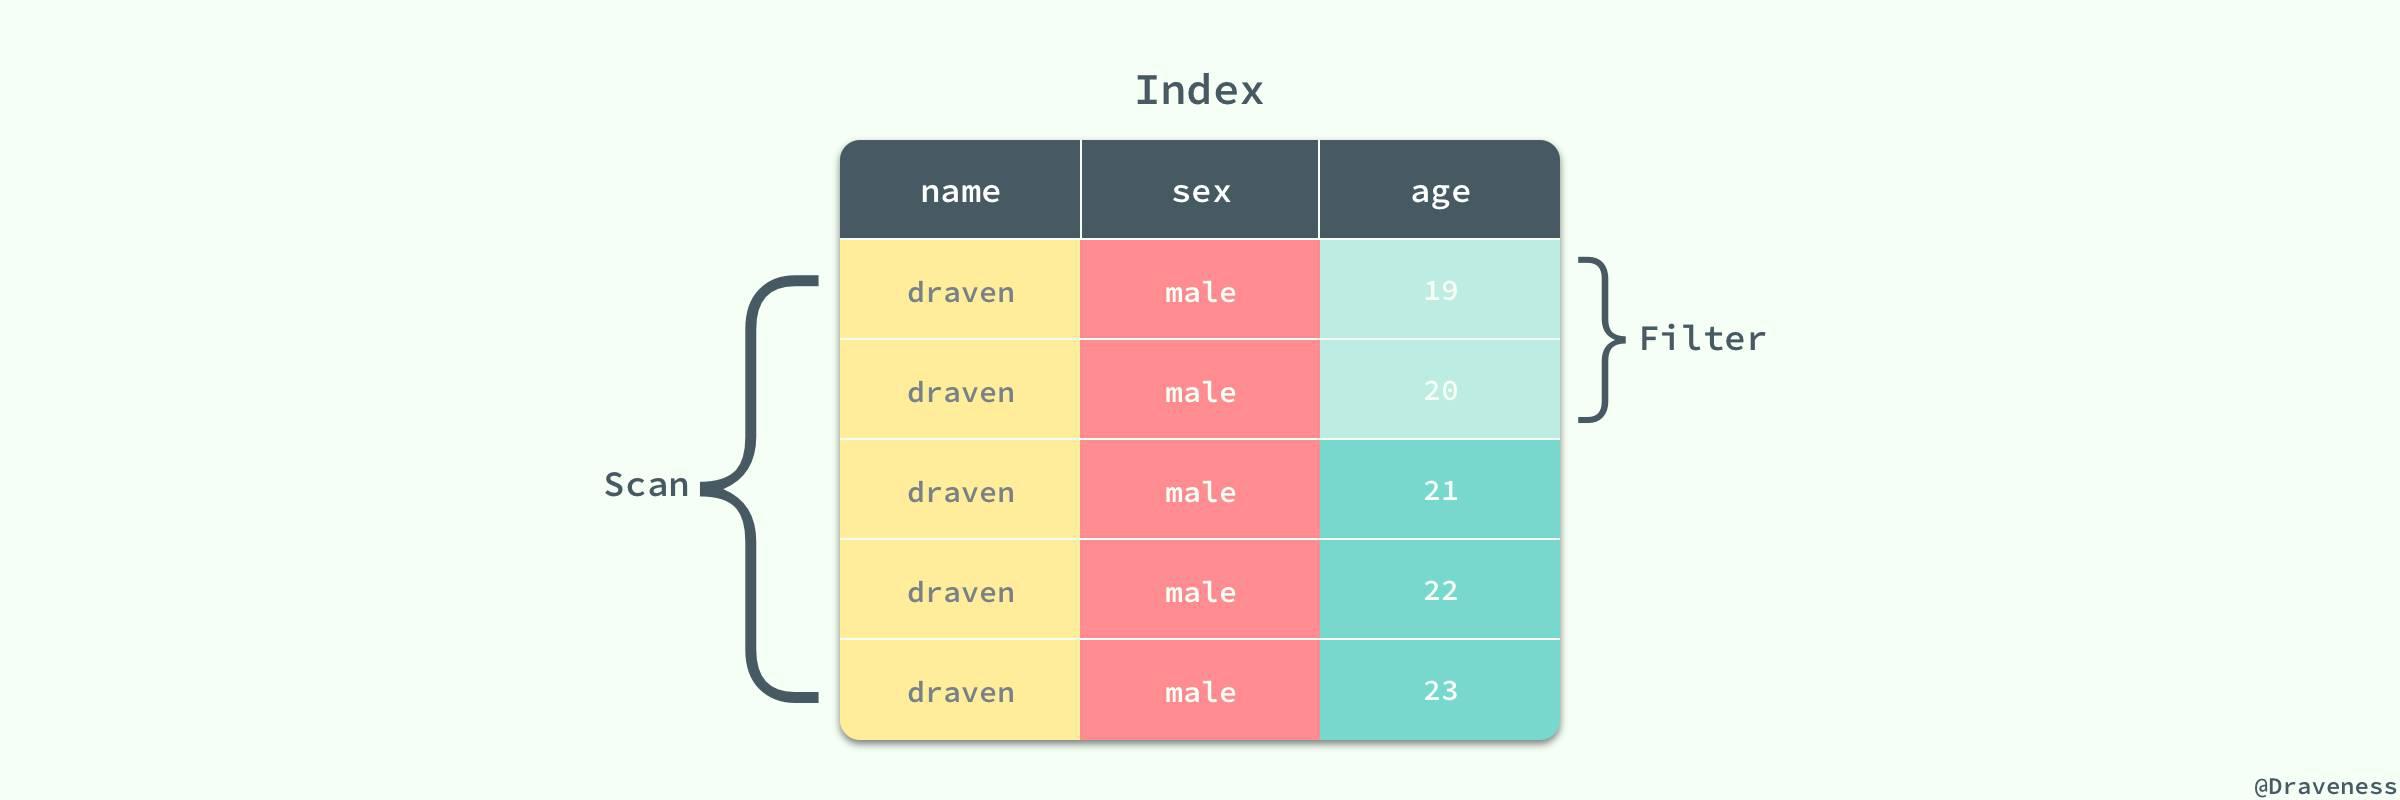 Index
name sex age
draven male 19
draven male 20
Filter
draven male 21
Scan
draven male 22
draven male 23
@Draveness